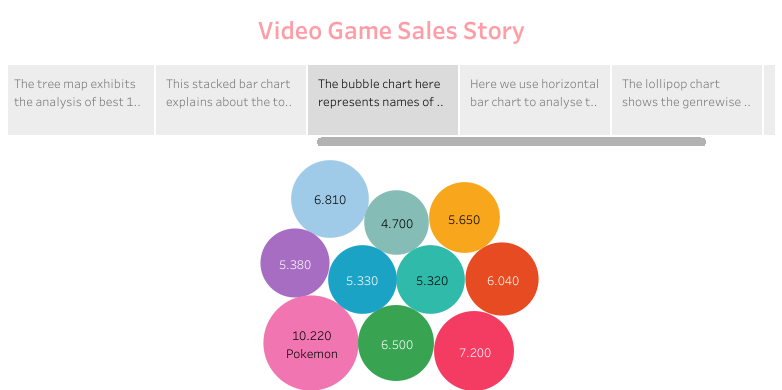 Video Game Sales Story
The tree map exhibits
the analysis of best 1..
This stacked bar chart
explains about the to..
The bubble chart here
represents names of ..
Here we use horizontal
bar chart to analyse t..
The lollipop chart
shows the genrewise ..
6.810
4.700
5.650
5.380
5.330
5.320
6.040
10.220
Pokemon
6.500
7.200